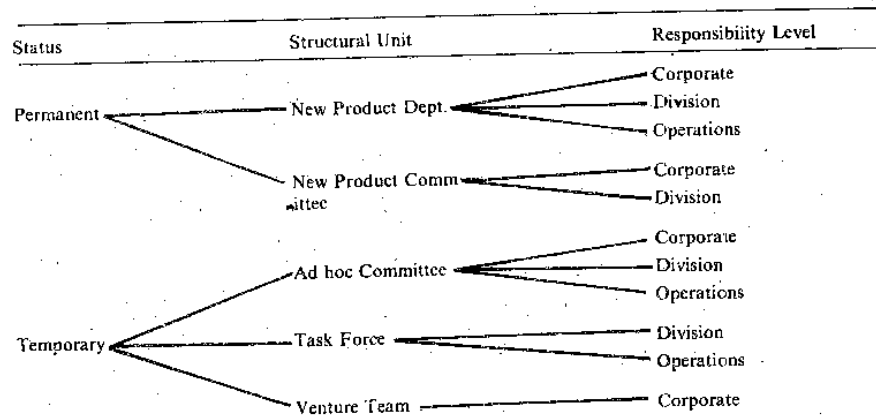 Status Structural Unit Responsibility Level
Corporate
Permanent New Product Dept. Division
Operations
New Product Comm Corporate
ittee Division
Corporate
Ad hoc Committee Division
Operations
Temporary Task Force Division
Operations
Venture Team Corporate